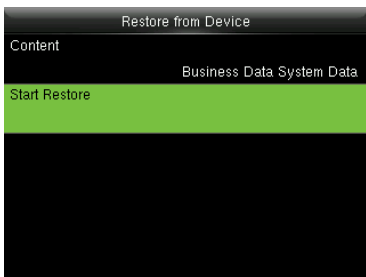 Restore from Device
Content
Business Data System Data
Start Restore